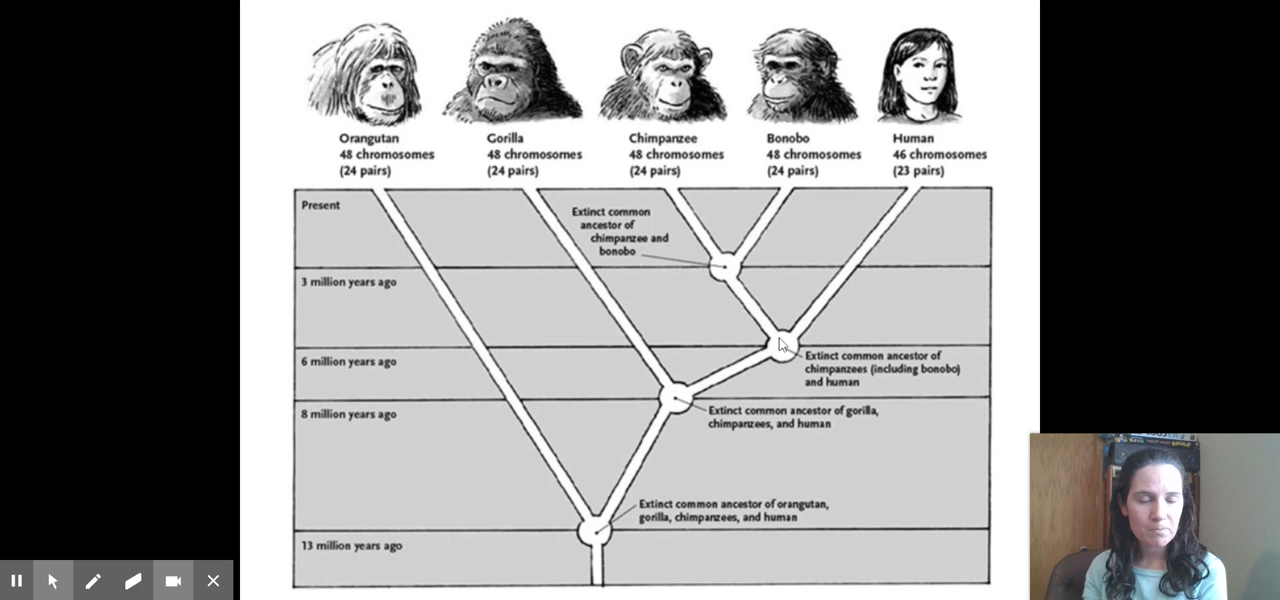 Orangutan
48 chromosomes
(24 pairs)
Gorilla
48 chromosomes
(24 pairs)
Chimpanzee
48 chromosomes
(24 pairs)
Bonobo
48 chromosomes
(24 pairs)
Human
46 chromosomes
(23 pairs)
Present
Extinct common
ancestor of
chimpanzee and
bonobo
3 million years ago
6 million years ago
Extinct common ancestor of
chimpanzees (including bonobo)
and human
8 million years ago
Extinct common ancestor of gorilla,
chimpanzees, and human
Extinct common ancestor of orangutan,
gorilla, chimpanzees, and human
13 million years ago